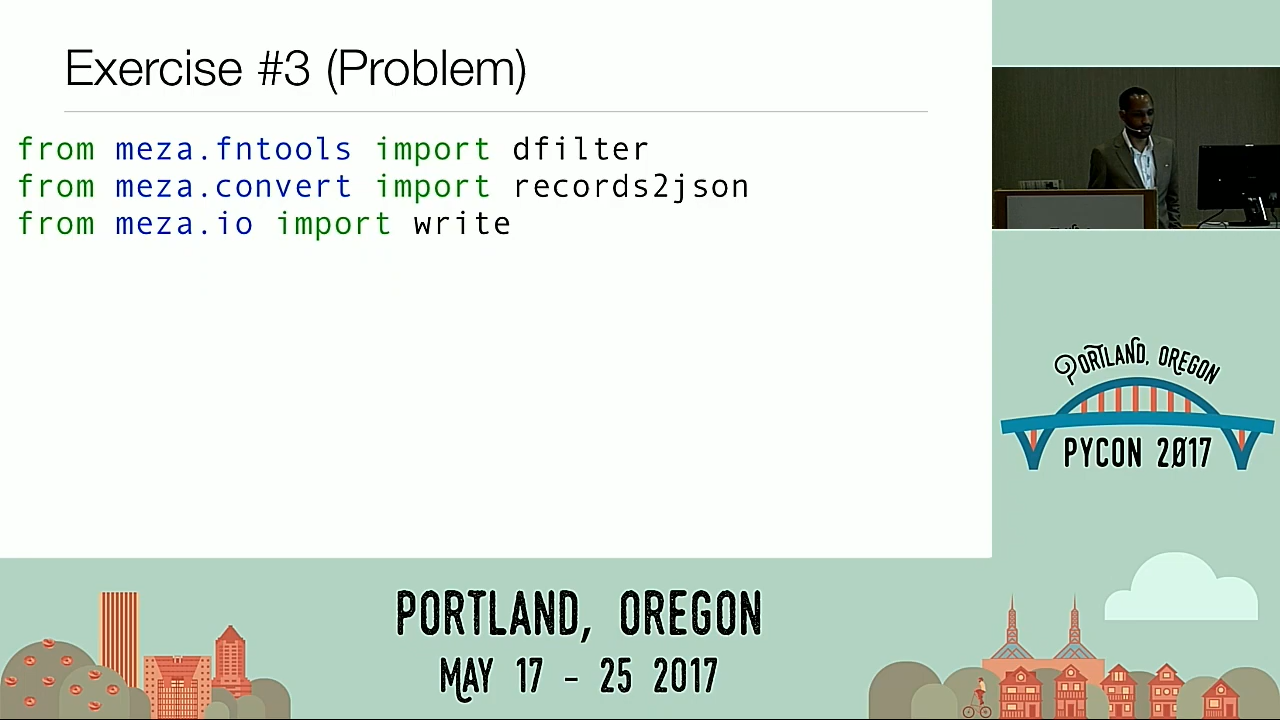 Exercise #3 (Problem)
from meza.fntools import dfilter
from meza.convert import records2json
from meza.io import write
PORTLAND, OREGON
PYCON 2017
PORTLAND, OREGON
MAY 17 - 25 2017